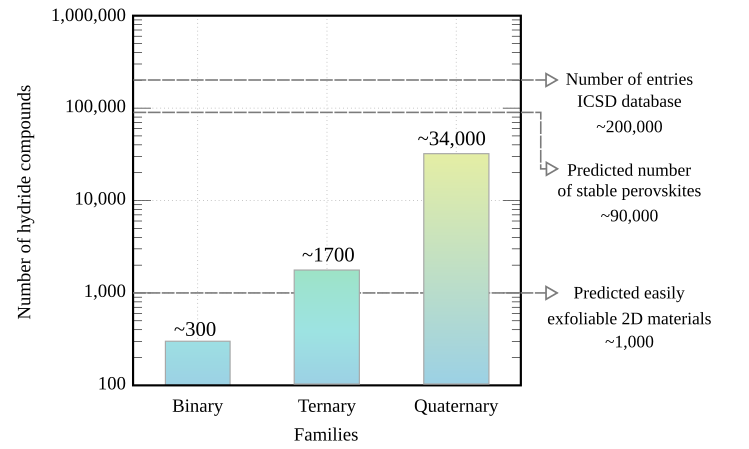 1,000,000
100,000
10,000
1,000
100
Number of hydride compounds
~300
~1700
~34,000
Binary
Ternary
Quaternary
Families
Number of entries
ICSD database
~200,000
Predicted number
of stable perovskites
~90,000
Predicted easily
exfoliable 2D materials
~1,000